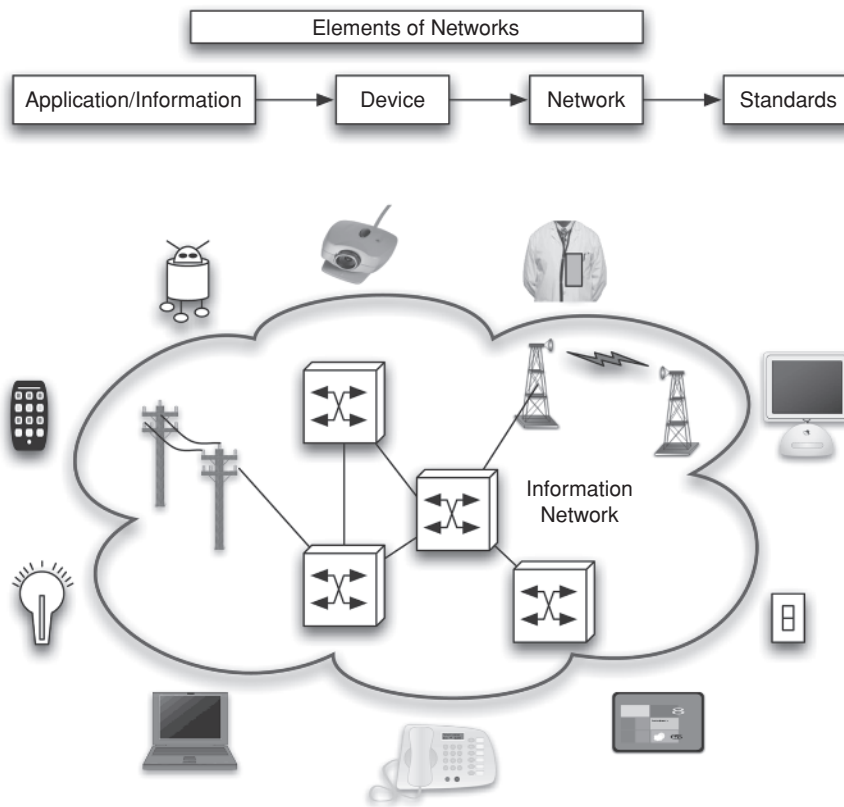 Elements of Networks
Application/Information
Device
Network
Standards
Information
Network